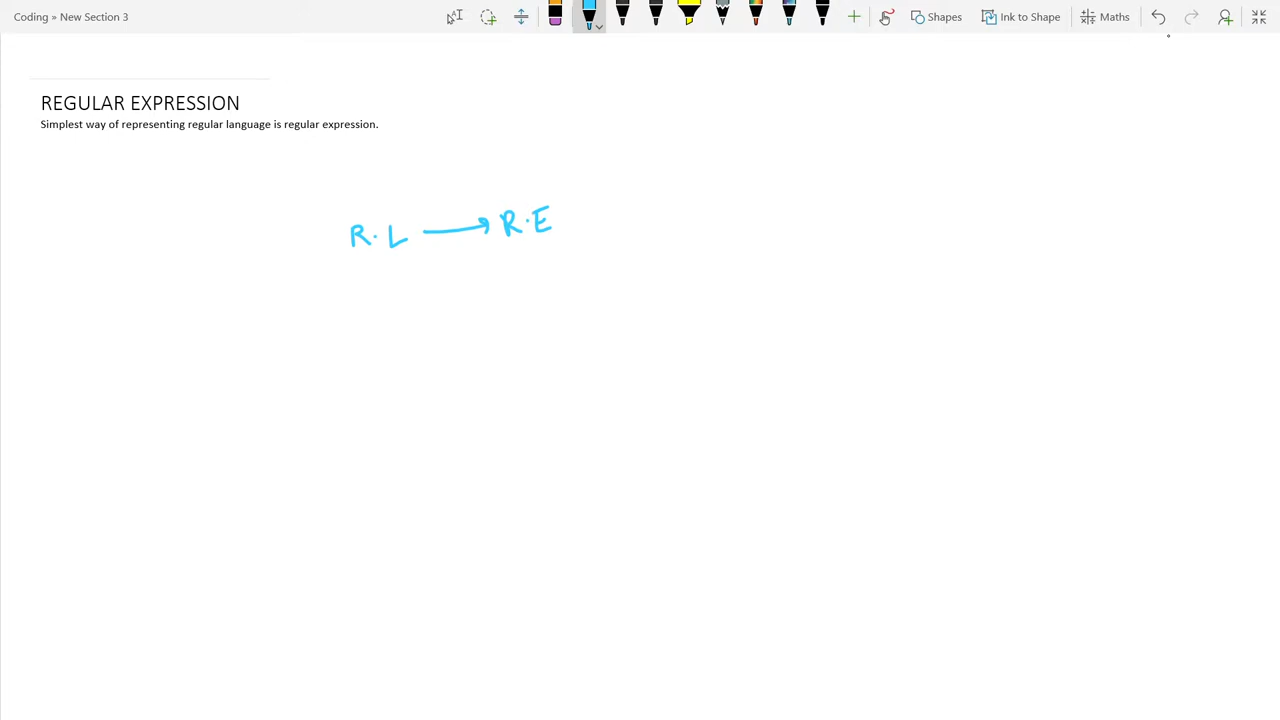 Coding » New Section 3
Shapes
Ink to Shape
Maths
REGULAR EXPRESSION
Simplest way of representing regular language is regular expression.
R.L → R.E